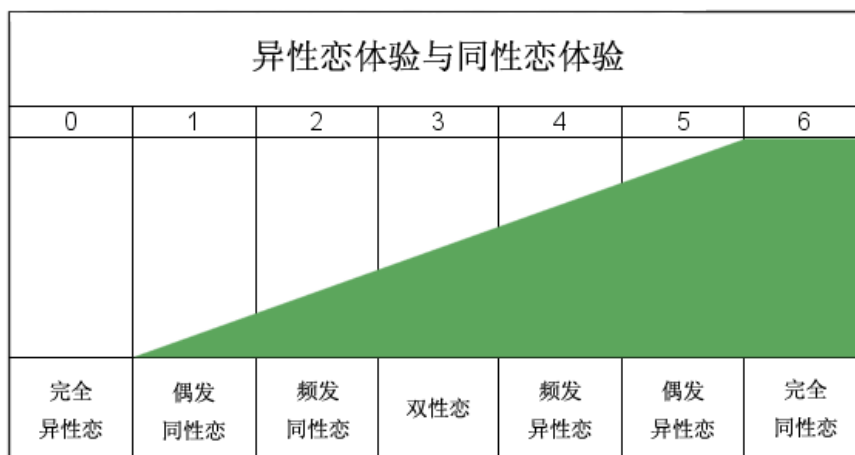 异性恋体验与同性恋体验
0 1 2 3 4 5 6
完全
异性恋
偶发
同性恋
频发
同性恋
双性恋
频发
异性恋
偶发
异性恋
完全
同性恋